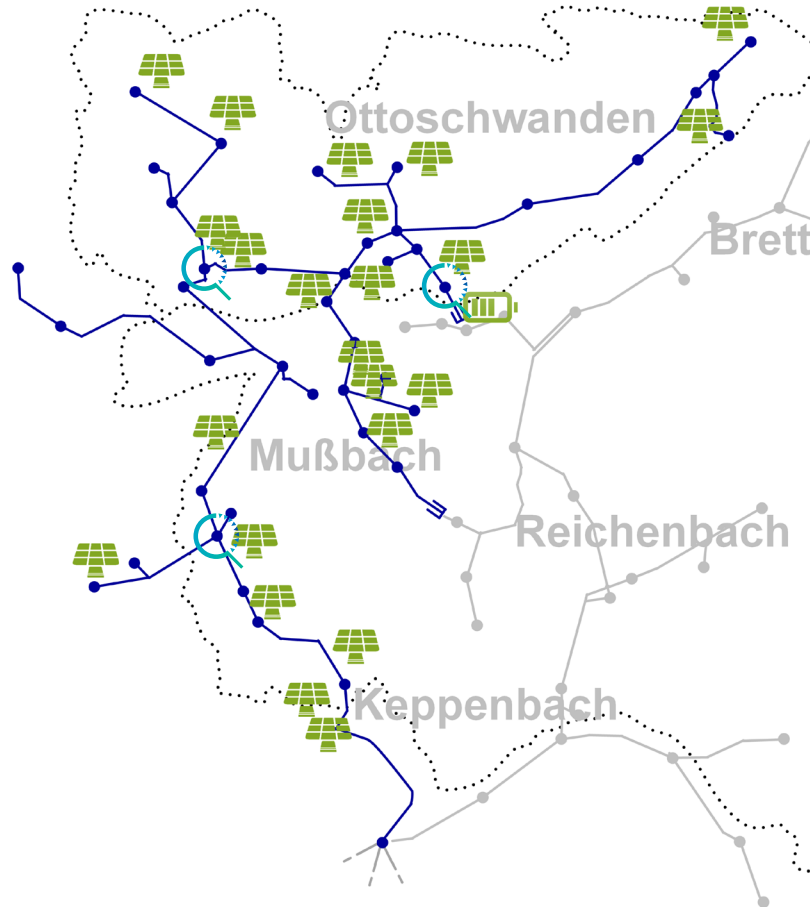 Ottoschwanden
Brett
Mußbach
Reichenbach
Keppenbach